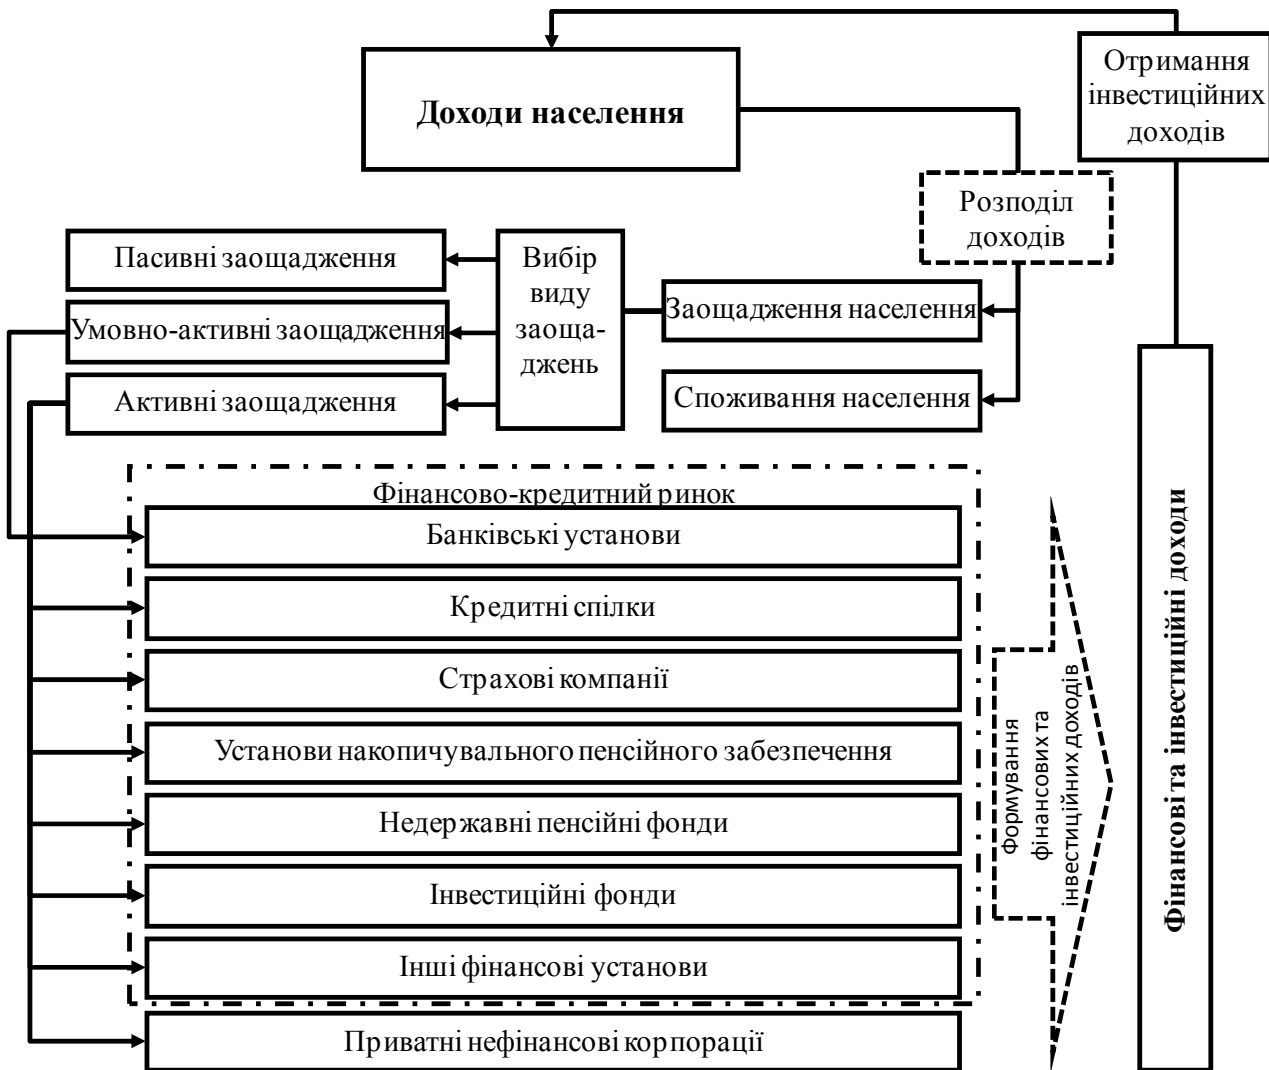 Доходи населення
Отримання
інвестиційних
доходів
Розподіл
доходів
Пасивні заощадження
Умовно-активні заощадження
Активні заощадження
Вибір
виду
заоща-
джень
Заощадження населення
Споживання населення
Фінансово-кредитний ринок
Банківські установи
Кредитні спілки
Страхові компанії
Установи накопичувального пенсійного забезпечення
Недержавні пенсійні фонди
Інвестиційні фонди
Інші фінансові установи
Приватні нефінансові корпорації
Формування
фінансових та
інвестиційних доходів
Фінансові та інвестиційні доходи